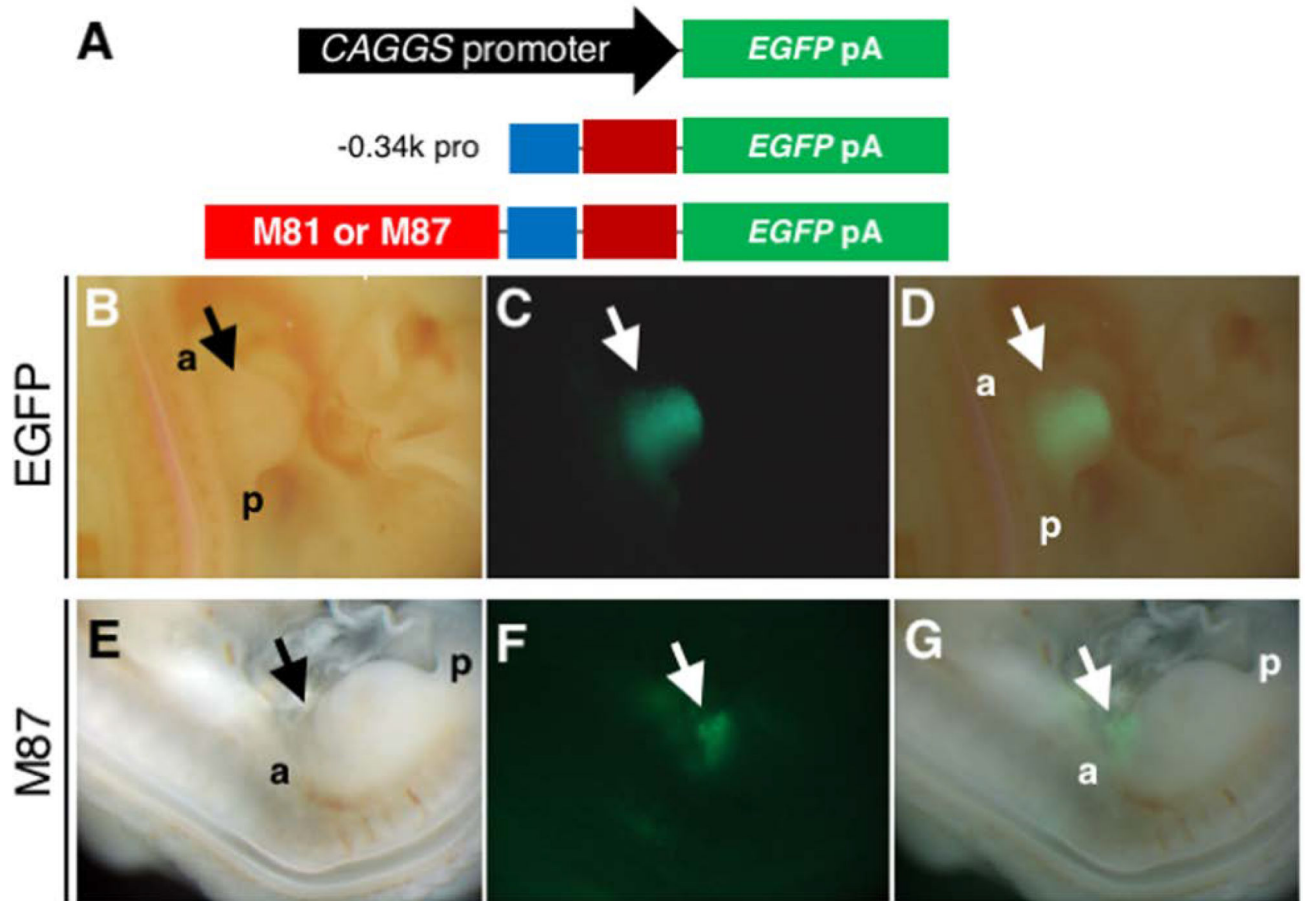 A
CAGGS promoter
EGFP pA
-0.34k pro
EGFP pA
M81 or M87
EGFP pA
EGFP
B
a
p
C
D
a
p
M87
E
a
p
F
G
a
p